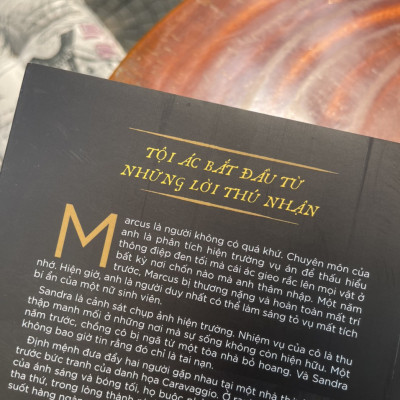 TỘI ÁC BẮT ĐẦU TỪ
NHỮNG LỜI THÚ NHẬN
Marcus là người không có quá khứ. Chuyên môn của
anh là phân tích hiện trường vụ án để thấu hiểu
thông điệp đen tối mà cái ác gieo rắc lên mọi vật ở
bất kỳ nơi chốn nào mà anh thâm nhập. Một năm
trước, Marcus bị thương nặng và hoàn toàn mất trí
nhớ. Hiện giờ, anh là người duy nhất có thể làm sáng tỏ vụ mất tích
bí ẩn của một nữ sinh viên.
Sandra là cảnh sát chụp ảnh hiện trường. Nhiệm vụ của cô là thu
thập manh mối ở những nơi mà sự sống không còn hiện hữu. Một
năm trước, chồng cô bị ngã từ một tòa nhà bỏ hoang. Và Sandra
không bao giờ tin rằng đó chỉ là tai nạn.
Định mệnh đưa đẩy hai người gặp nhau tại một nhà
trước bức tranh của danh họa Caravaggio. Ở
của ánh sáng và bóng tối, họ buộc
tha thứ, trong lòng thành
suốt hàng ngàn